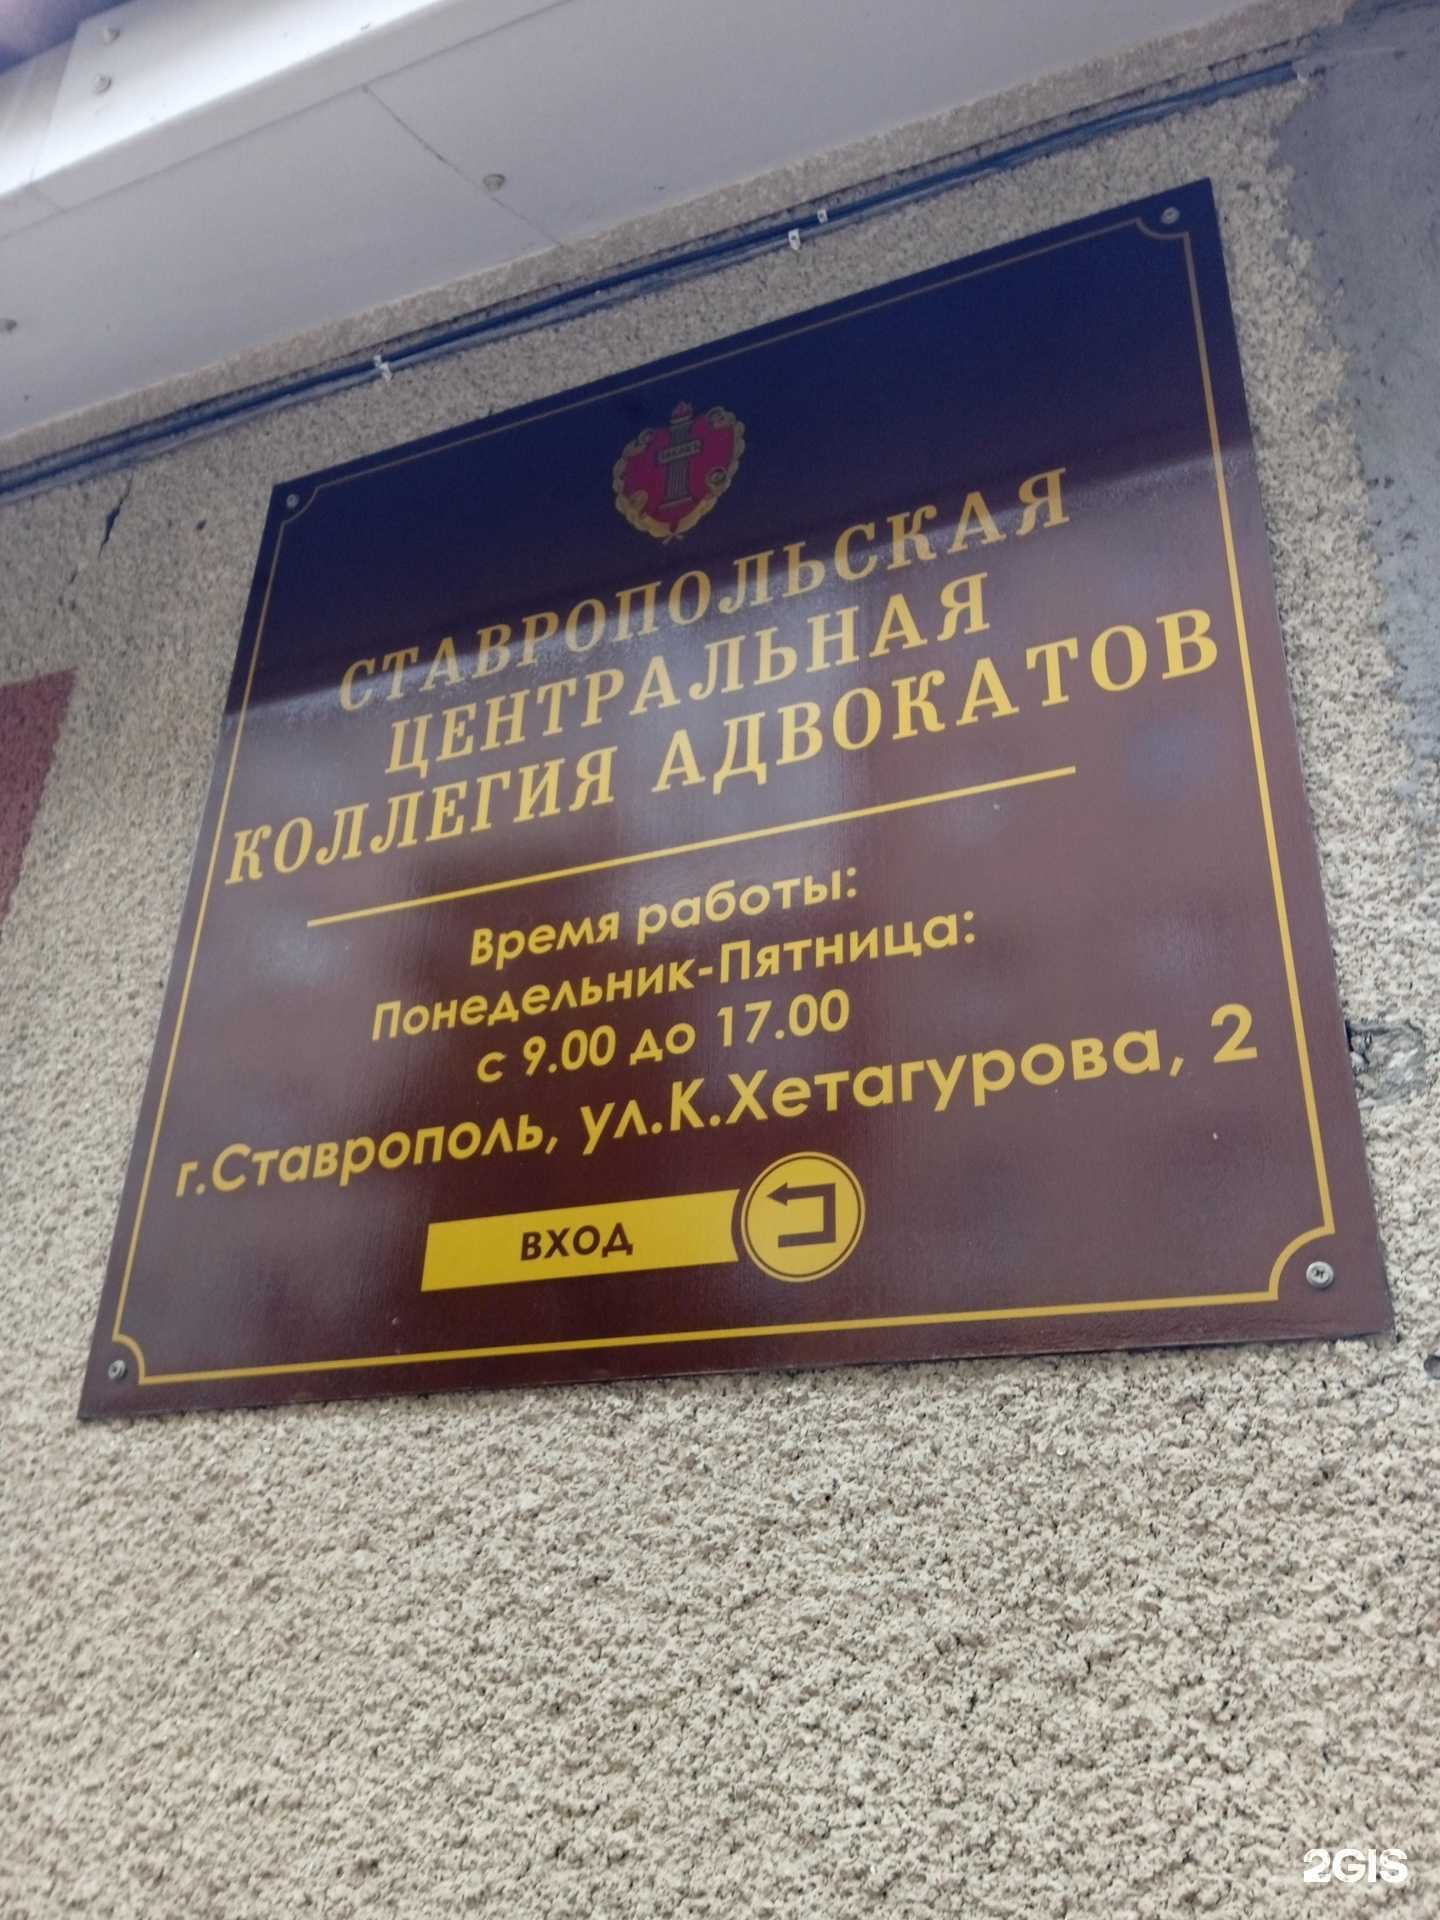 СТАВРОПОЛЬСКАЯ
ЦЕНТРАЛЬНАЯ
КОЛЛЕГИЯ АДВОКАТОВ
Время работы:
Понедельник-Пятница:
с 9.00 до 17.00
г.Ставрополь, ул.К.Хетагурова, 2
ВХОД
2GIS